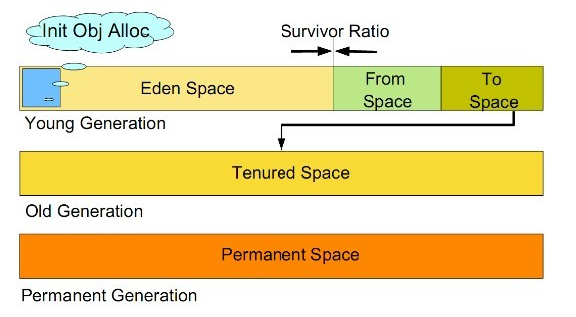 Init Obj Alloc
Survivor Ratio
Eden Space
From
Space
To
Space
Young Generation
Tenured Space
Old Generation
Permanent Space
Permanent Generation